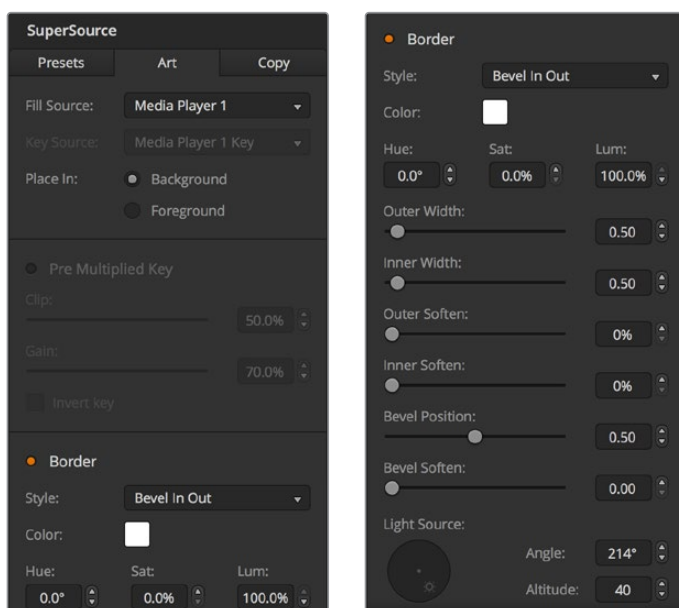 SuperSource
Presets Art Copy
Fill Source: Media Player 1
Key Source: Media Player 1 Key
Place In: Background
Foreground
Pre Multiplied Key
Clip:
50.0%
Gain:
70.0%
Invert key
Border
Style: Bevel In Out
Color:
Hue: Sat: Lum:
0.0° 0.0% 100.0%
Border
Style: Bevel In Out
Color:
Hue: Sat: Lum:
0.0° 0.0% 100.0%
Outer Width:
0.50
Inner Width:
0.50
Outer Soften:
0%
Inner Soften:
0%
Bevel Position:
0.50
Bevel Soften:
0.00
Light Source:
Angle: 214°
Altitude: 40